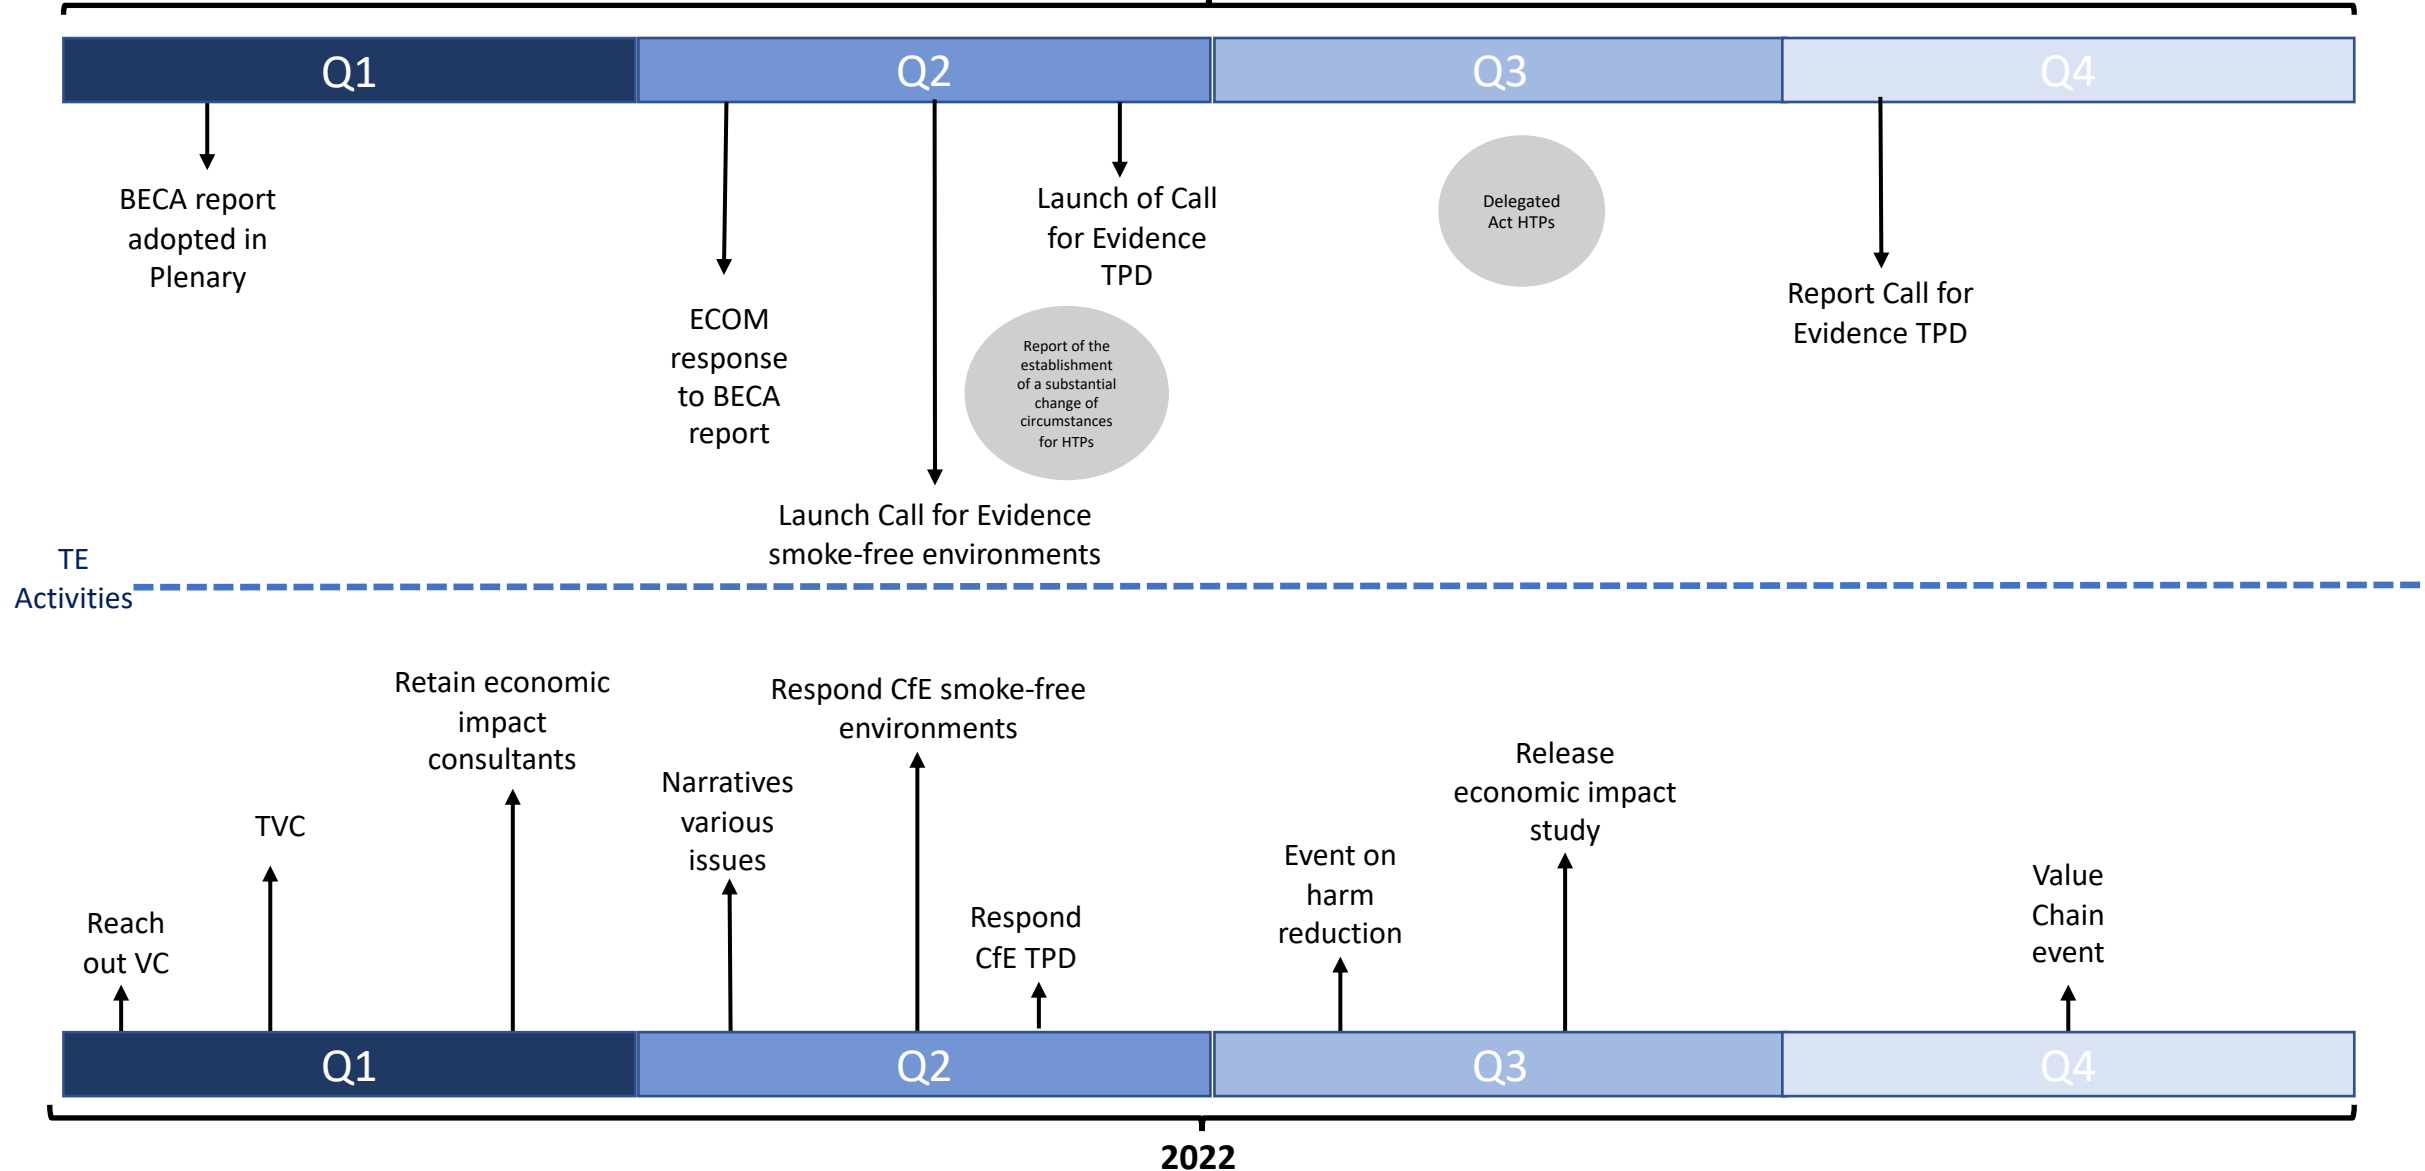 Q1
Q2
Q3
Q4
BECA report
adopted in
Plenary
ECOM
response
to BECA
report
Launch Call for Evidence
smoke-free environments
Launch of Call
for Evidence
TPD
Report of the
establishment
of a substantial
change of
circumstances
for HTPs
Delegated
Act HTPs
Report Call for
Evidence TPD
TE
Activities
Reach
out VC
TVC
Retain economic
impact
consultants
Narratives
various
issues
Respond CfE smoke-free
environments
Respond
CfE TPD
Event on
harm
reduction
Release
economic impact
study
Value
Chain
event
Q1
Q2
Q3
Q4
2022